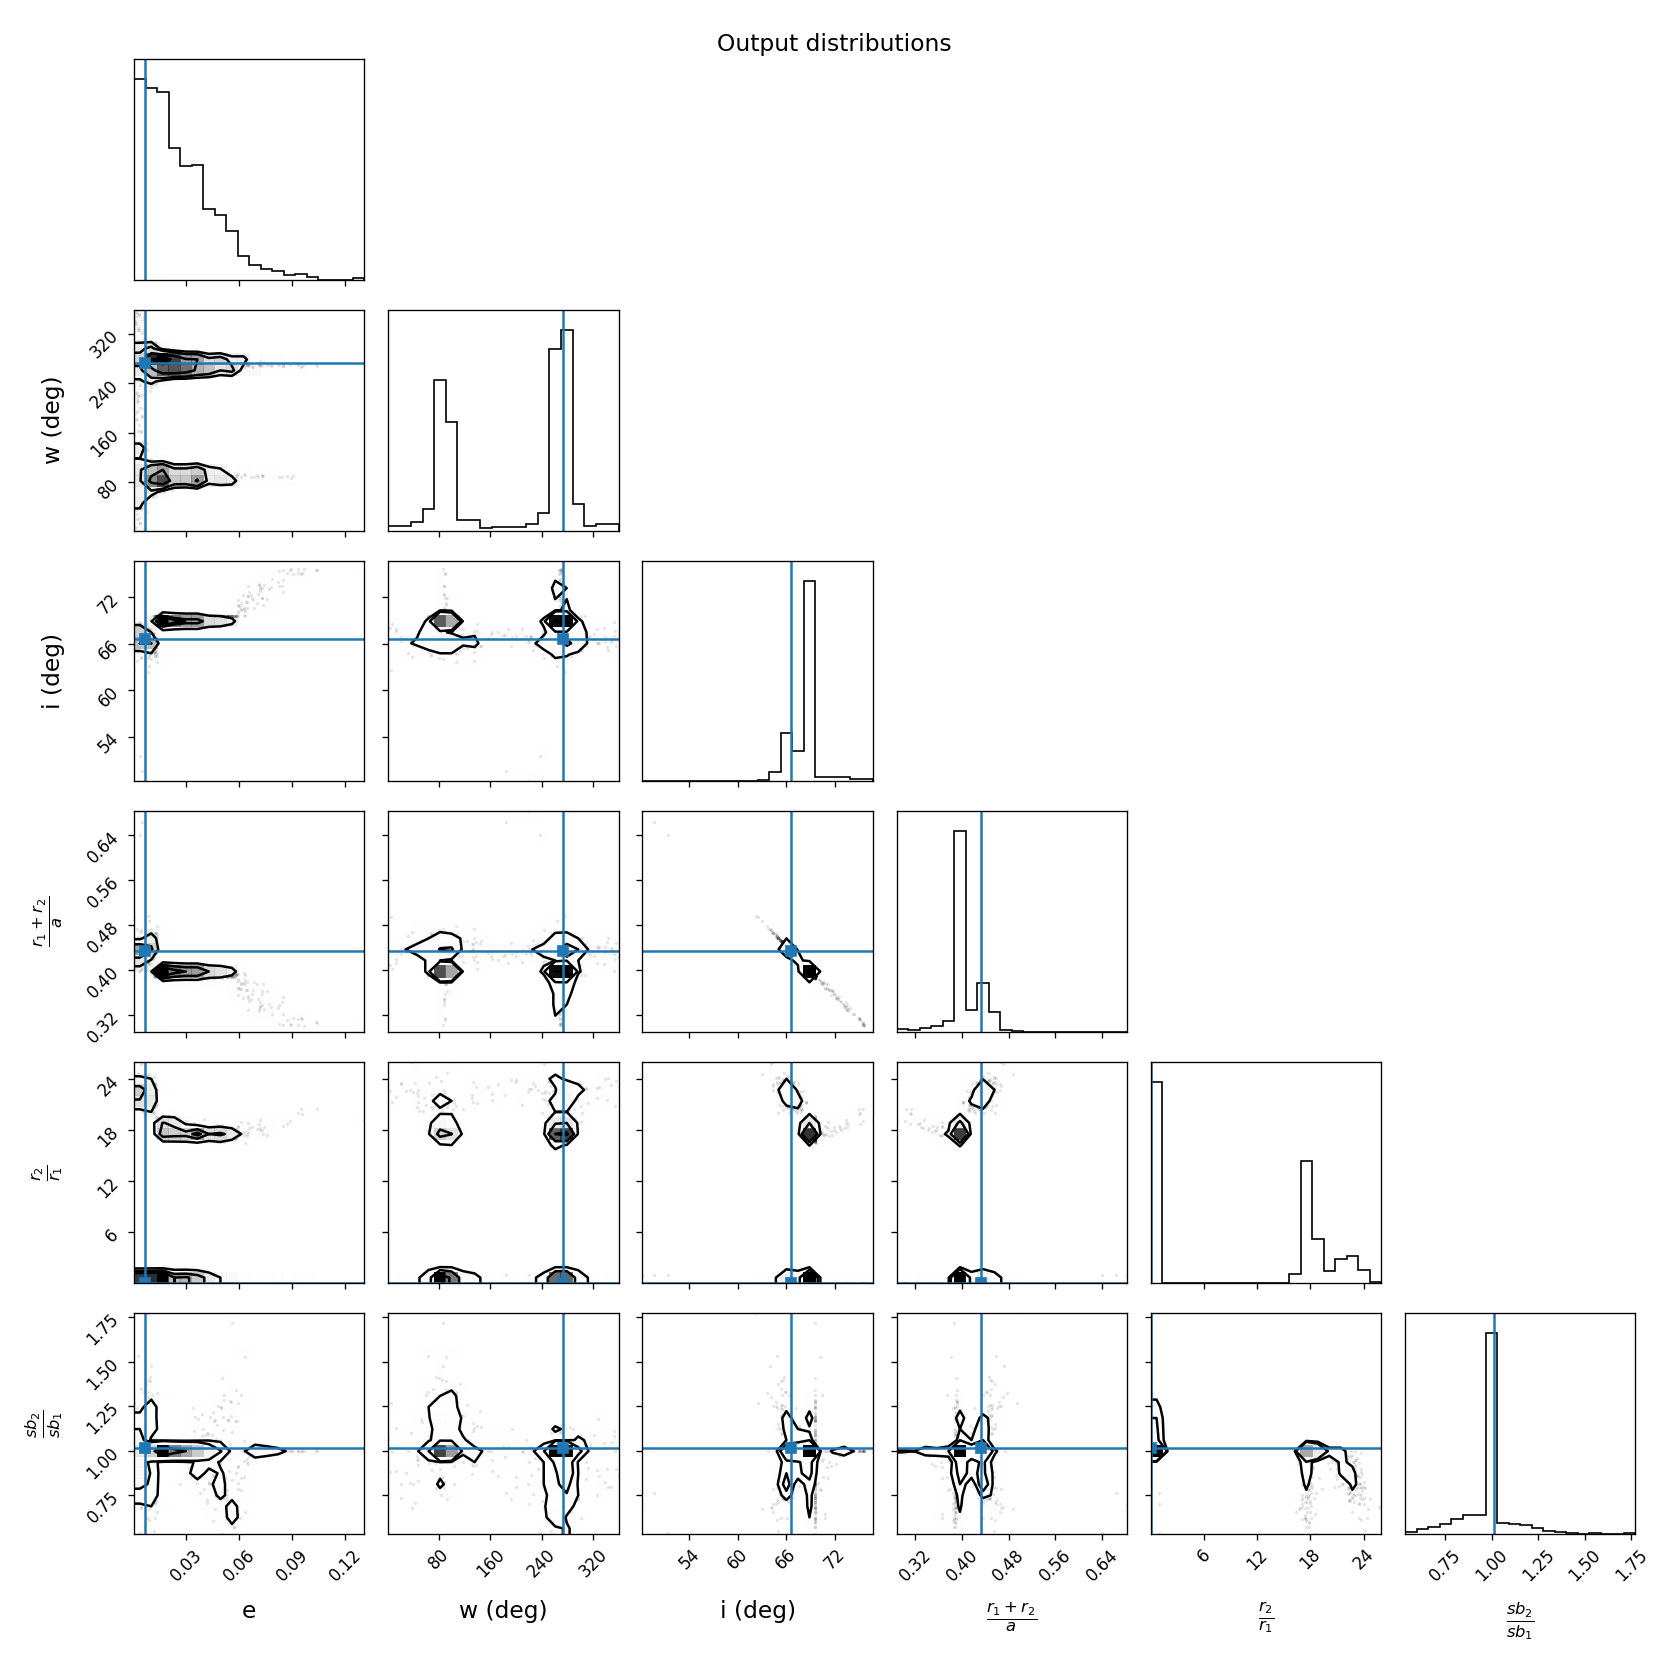 Output distributions
320
240
160
80
w (deg)
72
66
60
54
i (deg)
0.64
0.56
0.48
0.40
0.32
r₁ + r₂
a
24
18
12
6
r₂
r₁
1.75
1.50
1.25
1.00
0.75
sb₂
sb₁
0.03 0.06 0.09 0.12
80 160 240 320
54 60 66 72
0.32 0.40 0.48 0.56 0.64
6 12 18 24
0.75 1.00 1.25 1.50 1.75
e
w (deg)
i (deg)
r₁ + r₂
a
r₂
r₁
sb₂
sb₁